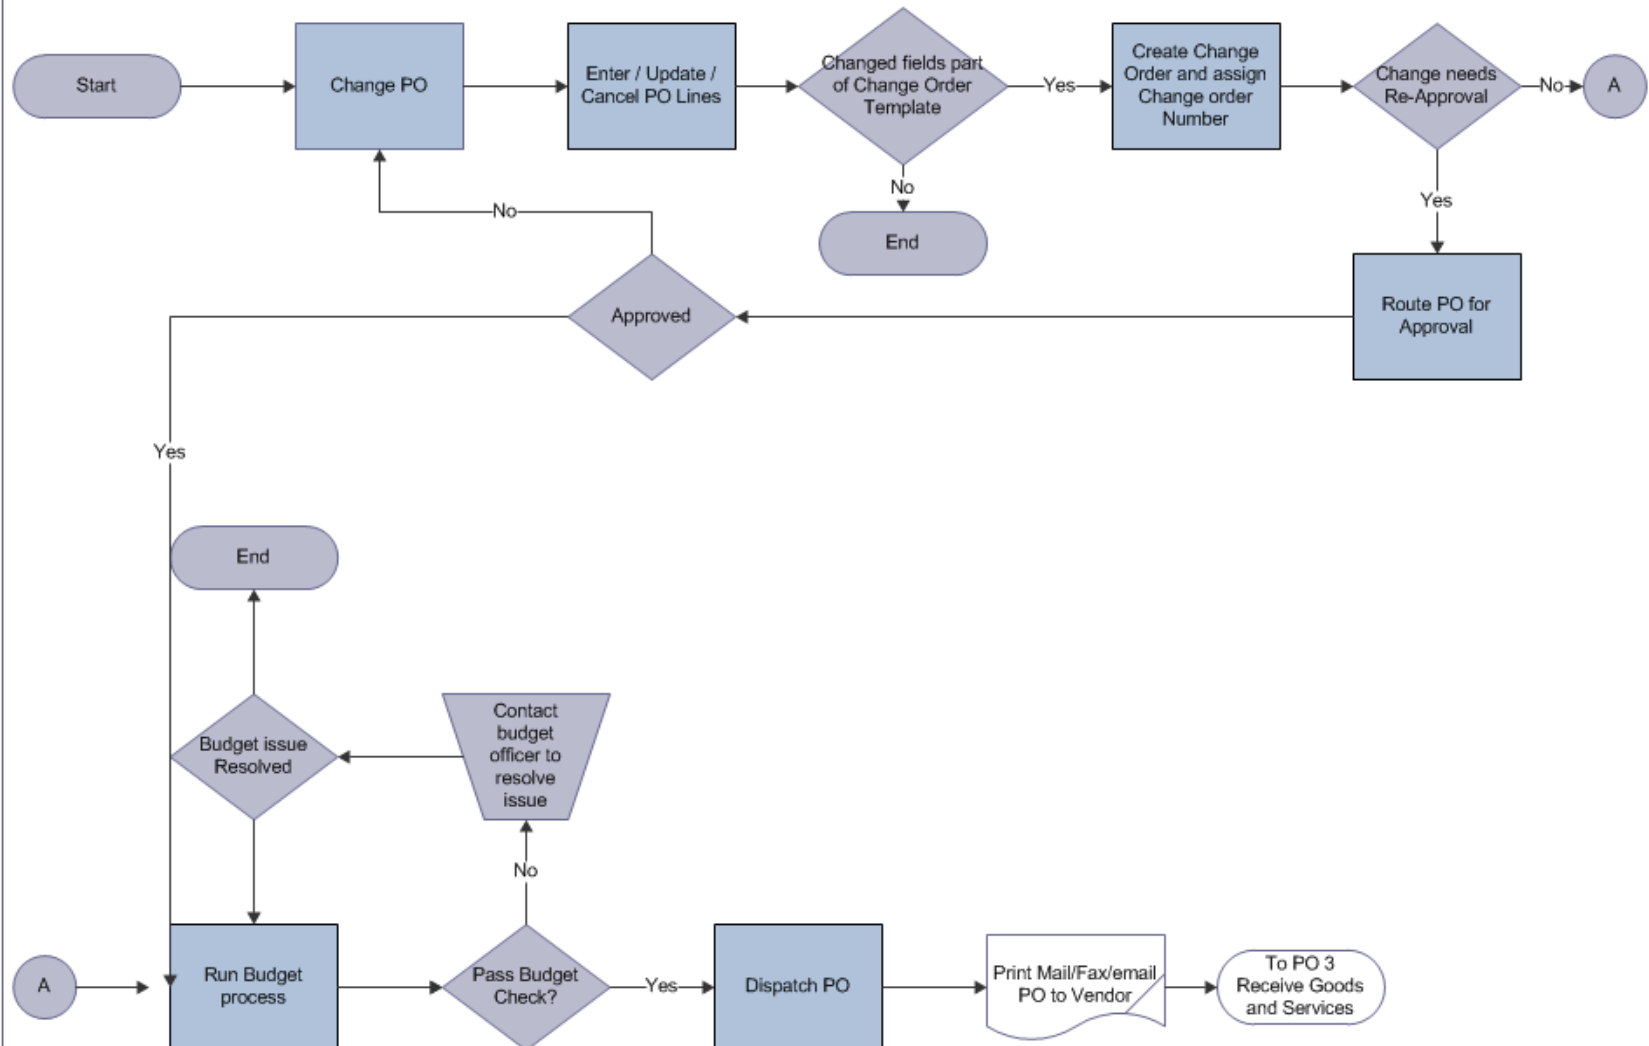 Start
Change PO
Enter / Update /
Cancel PO Lines
Changed fields part
of Change Order
Template
Yes
Create Change
Order and assign
Change order
Number
Change needs
Re-Approval
No
A
No
End
Yes
No
Approved
Route PO for
Approval
Yes
End
Budget issue
Resolved
Contact
budget
officer to
resolve
issue
No
A
Run Budget
process
Pass Budget
Check?
Yes
Dispatch PO
Print Mail/Fax/email
PO to Vendor
To PO 3
Receive Goods
and Services